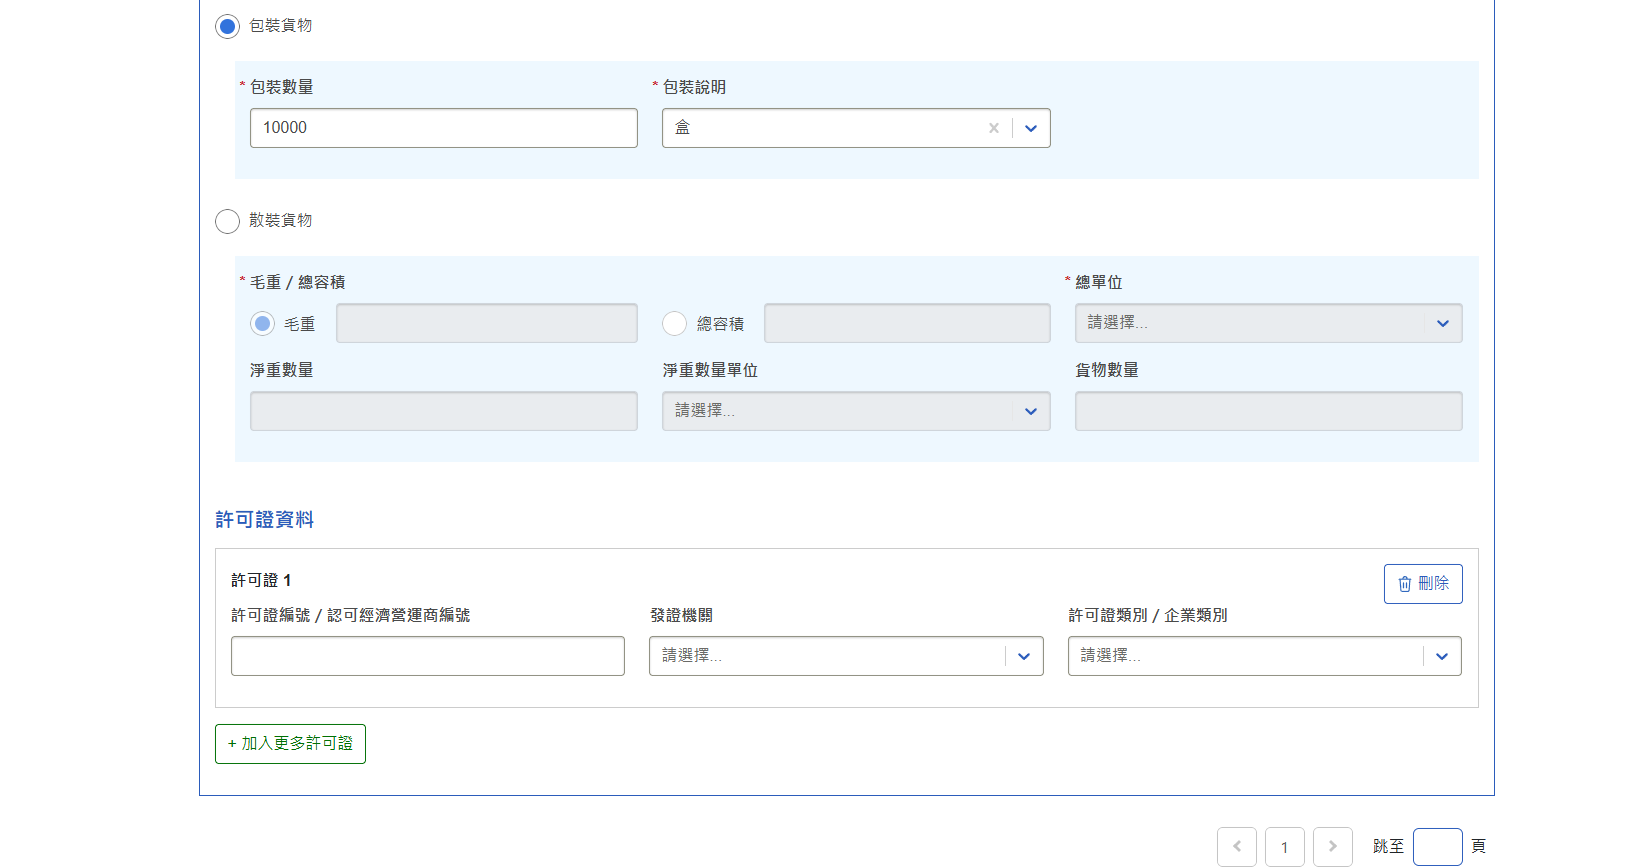 包裝貨物
* 包裝數量 * 包裝說明
10000 盒
散裝貨物
* 毛重 / 總容積 * 總單位
毛重 總容積 請選擇...
淨重數量 淨重數量單位 貨物數量
請選擇...
許可證資料
許可證 1 刪除
許可證編號 / 認可經濟營運商編號 發證機關 許可證類別 / 企業類別
請選擇... 請選擇...
+ 加入更多許可證
1 跳至 頁